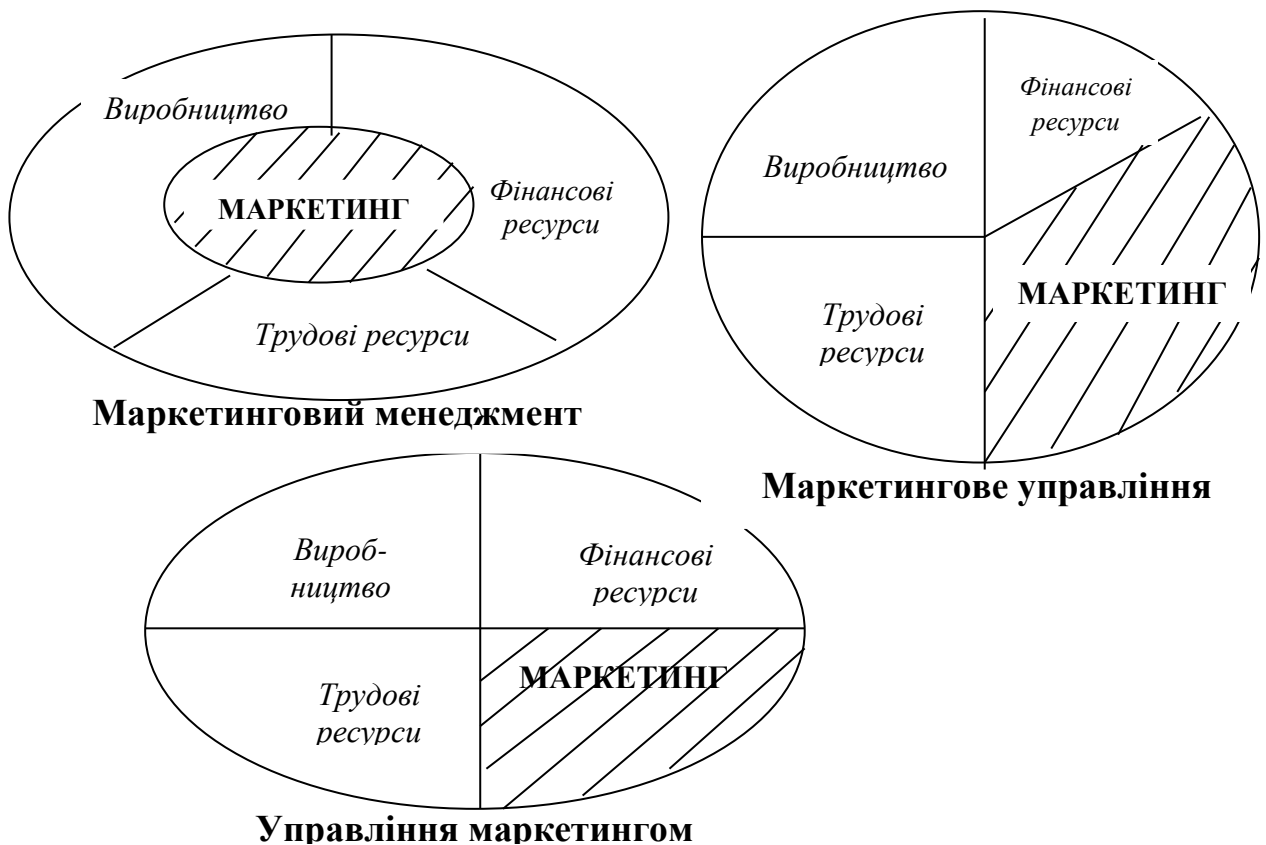 Виробництво
МАРКЕТИНГ
Фінансові
ресурси
Трудові ресурси
Маркетинговий менеджмент
Фінансові
ресурси
Виробництво
МАРКЕТИНГ
Трудові
ресурси
Маркетингове управління
Вироб-
ництво
Фінансові
ресурси
МАРКЕТИНГ
Трудові
ресурси
Управління маркетингом